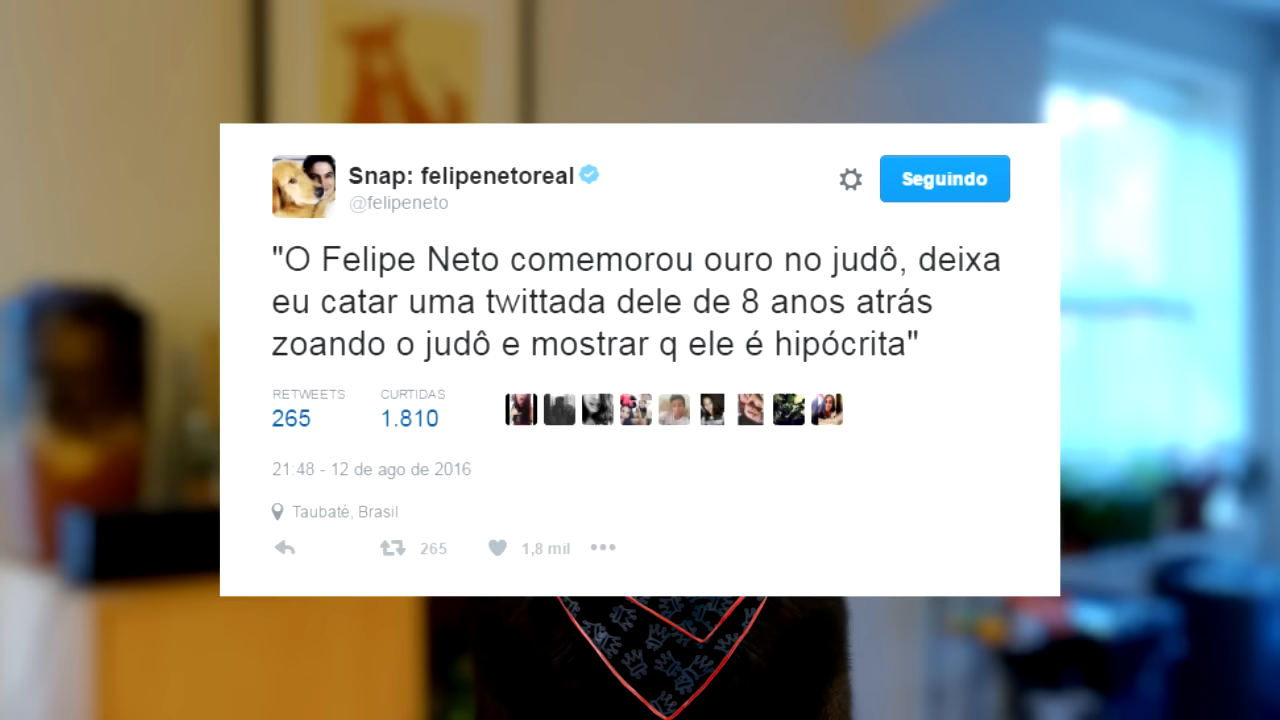 Snap: felipenetoreal
@felipeneto
Seguindo
"O Felipe Neto comemorou ouro no judô, deixa
eu catar uma twittada dele de 8 anos atrás
zoando o judô e mostrar q ele é hipócrita"
RETWEETS CURTIDAS
265 1.810
21:48 - 12 de ago de 2016
Taubaté, Brasil
265 1,8 mil